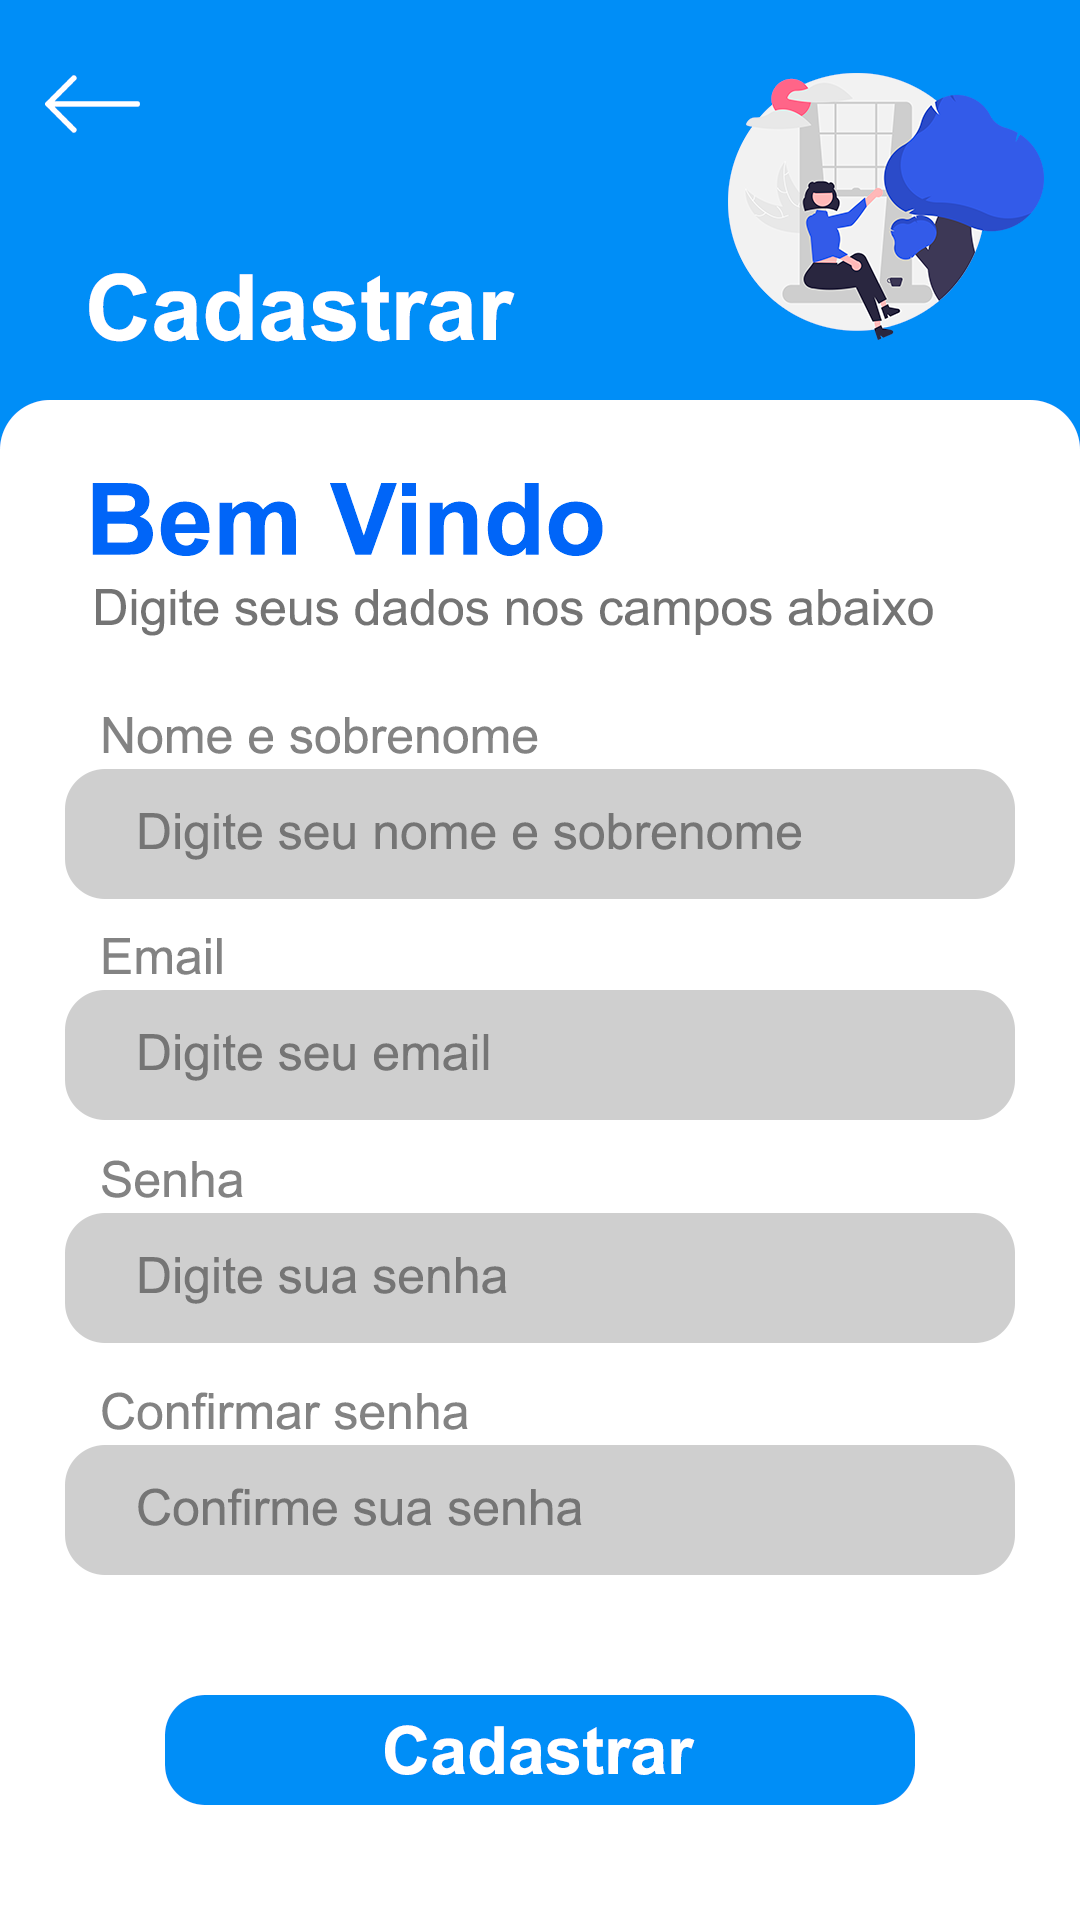 Cadastrar
Bem Vindo
Digite seus dados nos campos abaixo
Nome e sobrenome
Digite seu nome e sobrenome
Email
Digite seu email
Senha
Digite sua senha
Confirmar senha
Confirme sua senha
Cadastrar